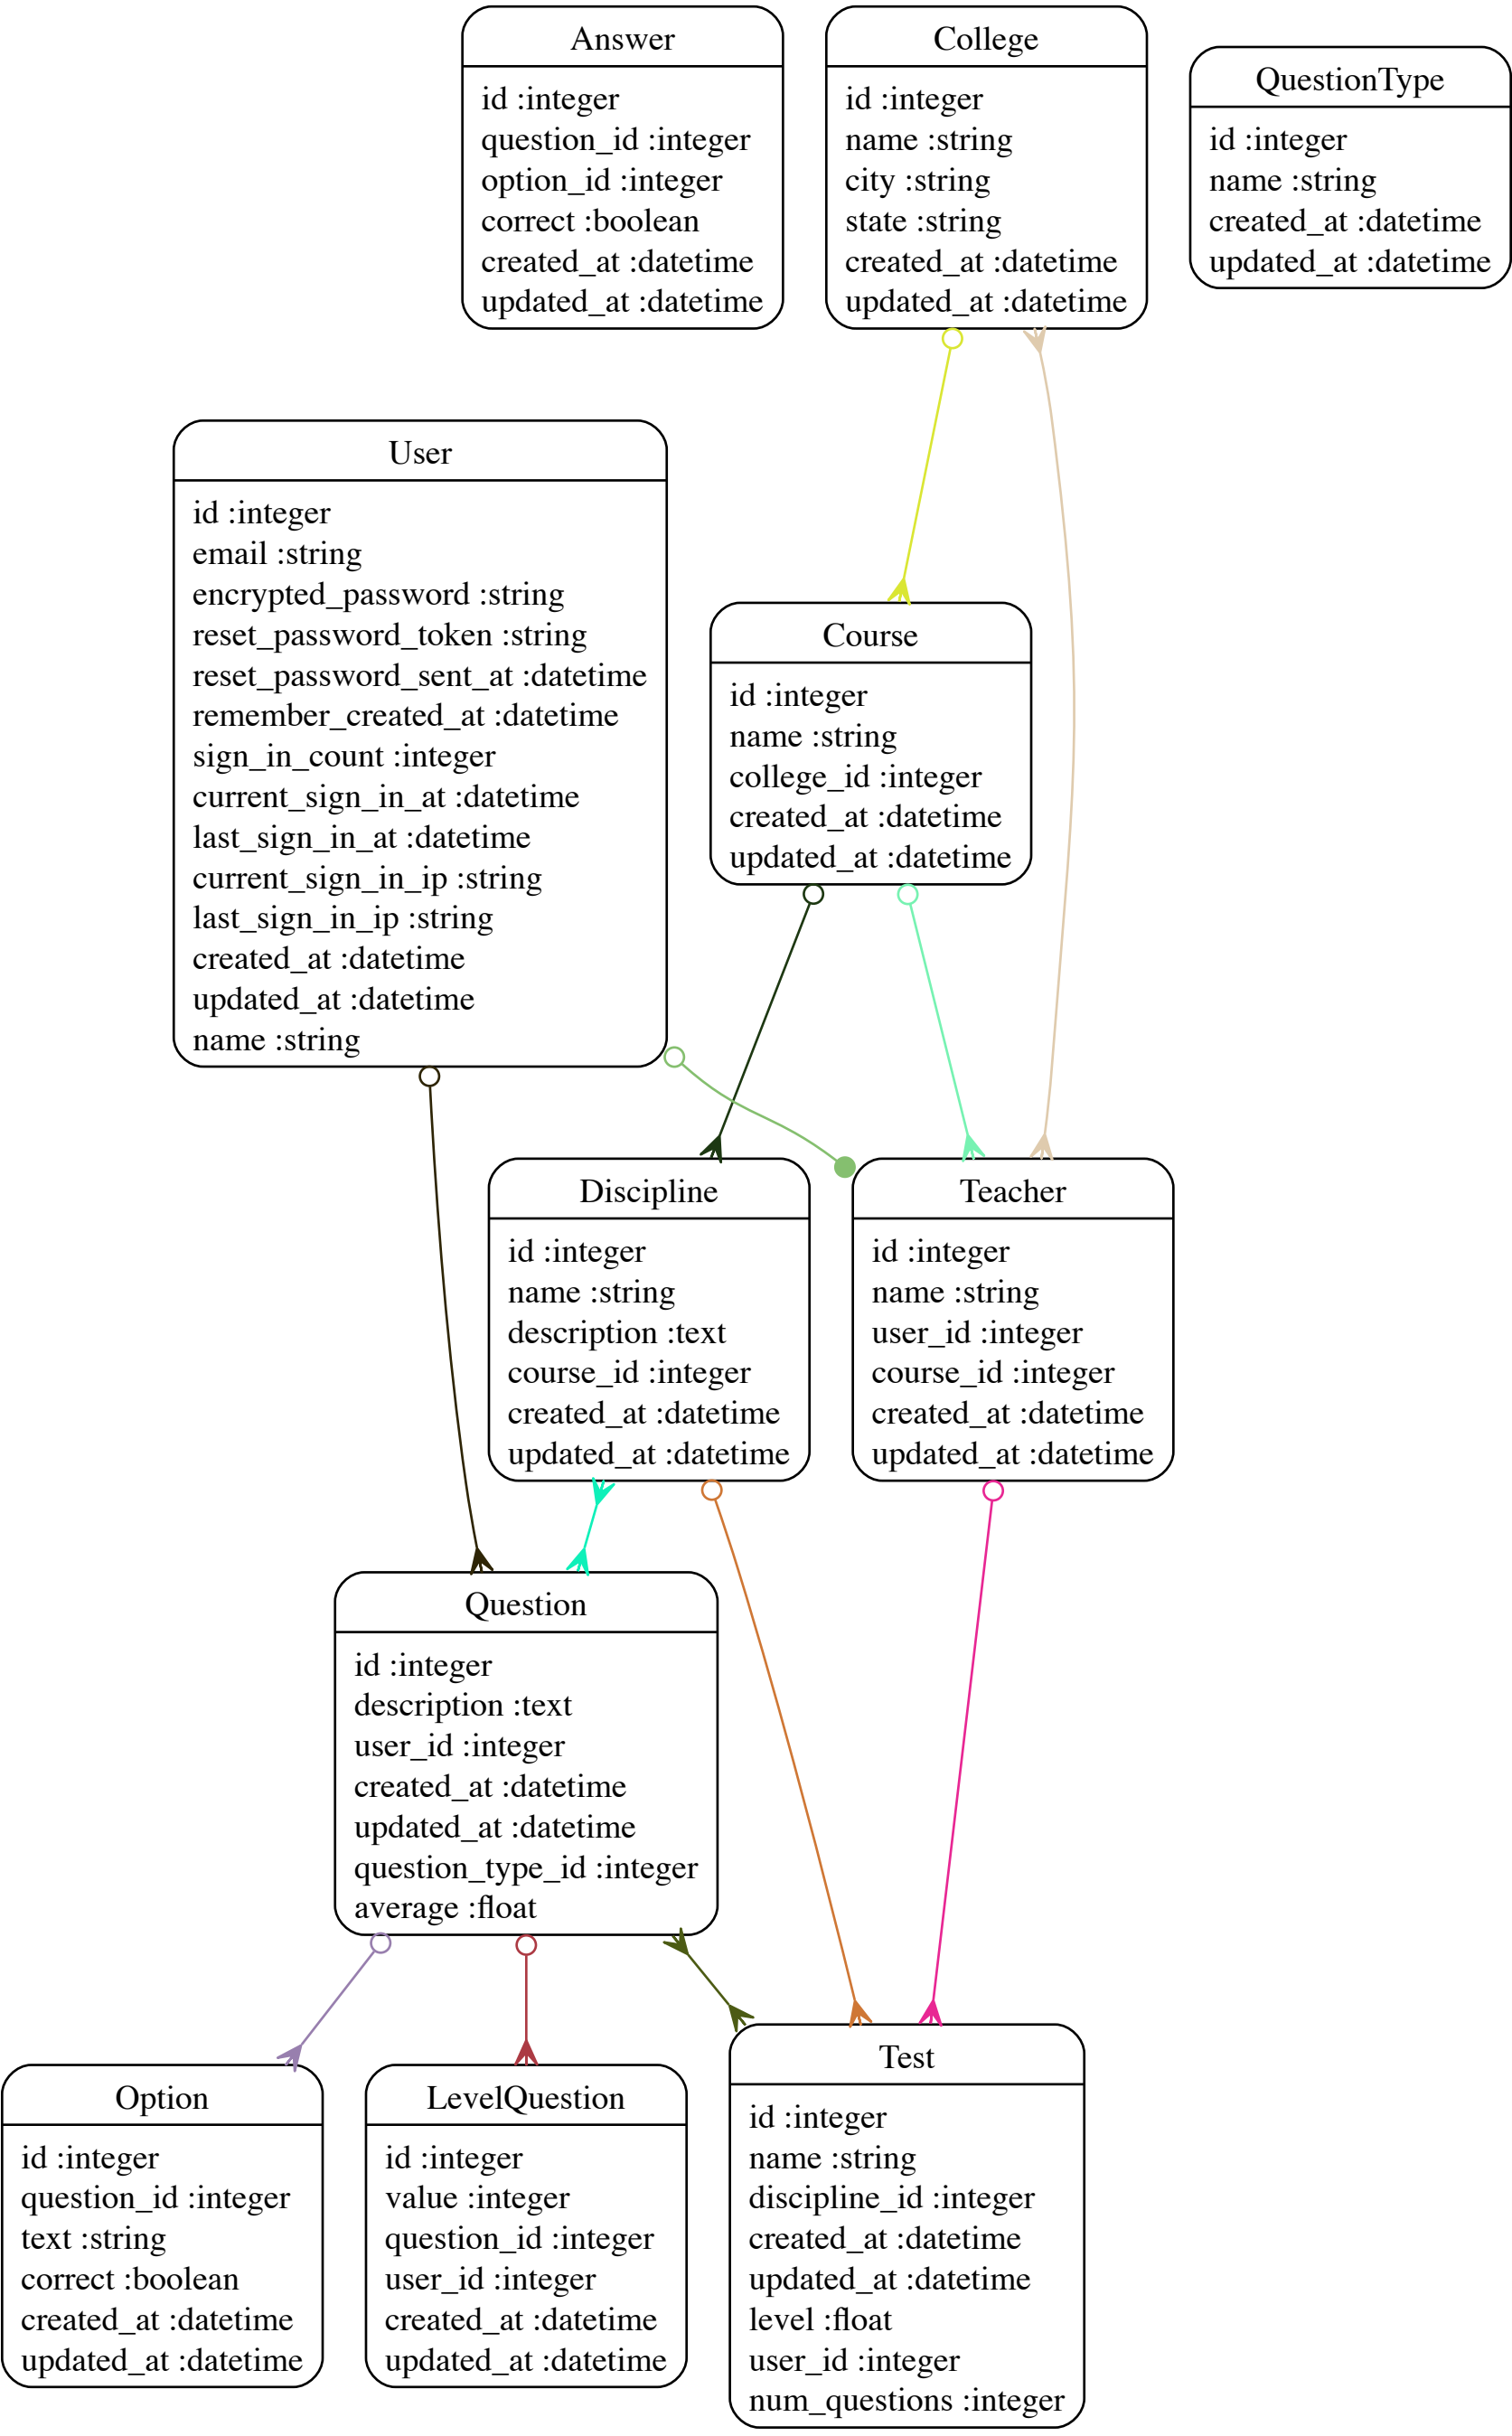 Answer
id :integer
question_id :integer
option_id :integer
correct :boolean
created_at :datetime
updated_at :datetime
College
id :integer
name :string
city :string
state :string
created_at :datetime
updated_at :datetime
QuestionType
id :integer
name :string
created_at :datetime
updated_at :datetime
User
id :integer
email :string
encrypted_password :string
reset_password_token :string
reset_password_sent_at :datetime
remember_created_at :datetime
sign_in_count :integer
current_sign_in_at :datetime
last_sign_in_at :datetime
current_sign_in_ip :string
last_sign_in_ip :string
created_at :datetime
updated_at :datetime
name :string
Course
id :integer
name :string
college_id :integer
created_at :datetime
updated_at :datetime
Discipline
id :integer
name :string
description :text
course_id :integer
created_at :datetime
updated_at :datetime
Teacher
id :integer
name :string
user_id :integer
course_id :integer
created_at :datetime
updated_at :datetime
Question
id :integer
description :text
user_id :integer
created_at :datetime
updated_at :datetime
question_type_id :integer
average :float
Option
id :integer
question_id :integer
text :string
correct :boolean
created_at :datetime
updated_at :datetime
LevelQuestion
id :integer
value :integer
question_id :integer
user_id :integer
created_at :datetime
updated_at :datetime
Test
id :integer
name :string
discipline_id :integer
created_at :datetime
updated_at :datetime
level :float
user_id :integer
num_questions :integer